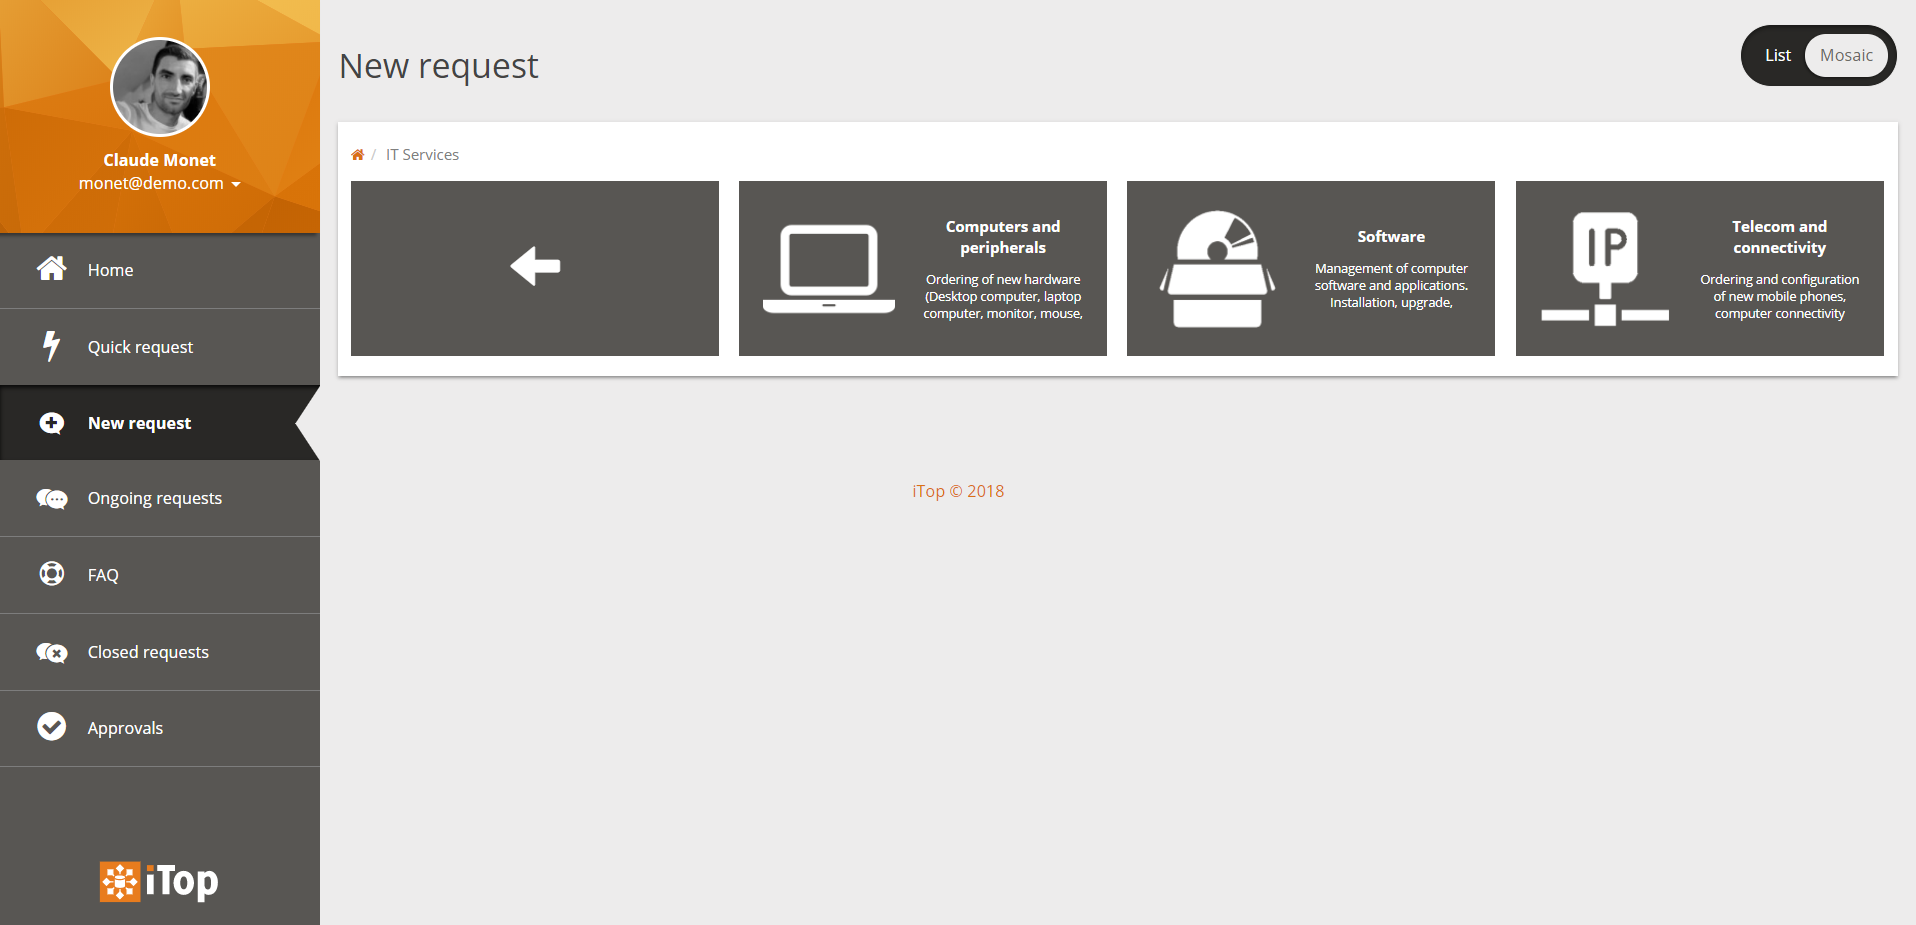 Claude Monet
monet@demo.com
Home
Quick request
New request
Ongoing requests
FAQ
Closed requests
Approvals
iTop
New request
List
Mosaic
/ IT Services
Computers and
peripherals
Ordering of new hardware
(Desktop computer, laptop
computer, monitor, mouse,
Software
Management of computer
software and applications.
Installation, upgrade,
IP
Telecom and
connectivity
Ordering and configuration
of new mobile phones,
computer connectivity
iTop © 2018